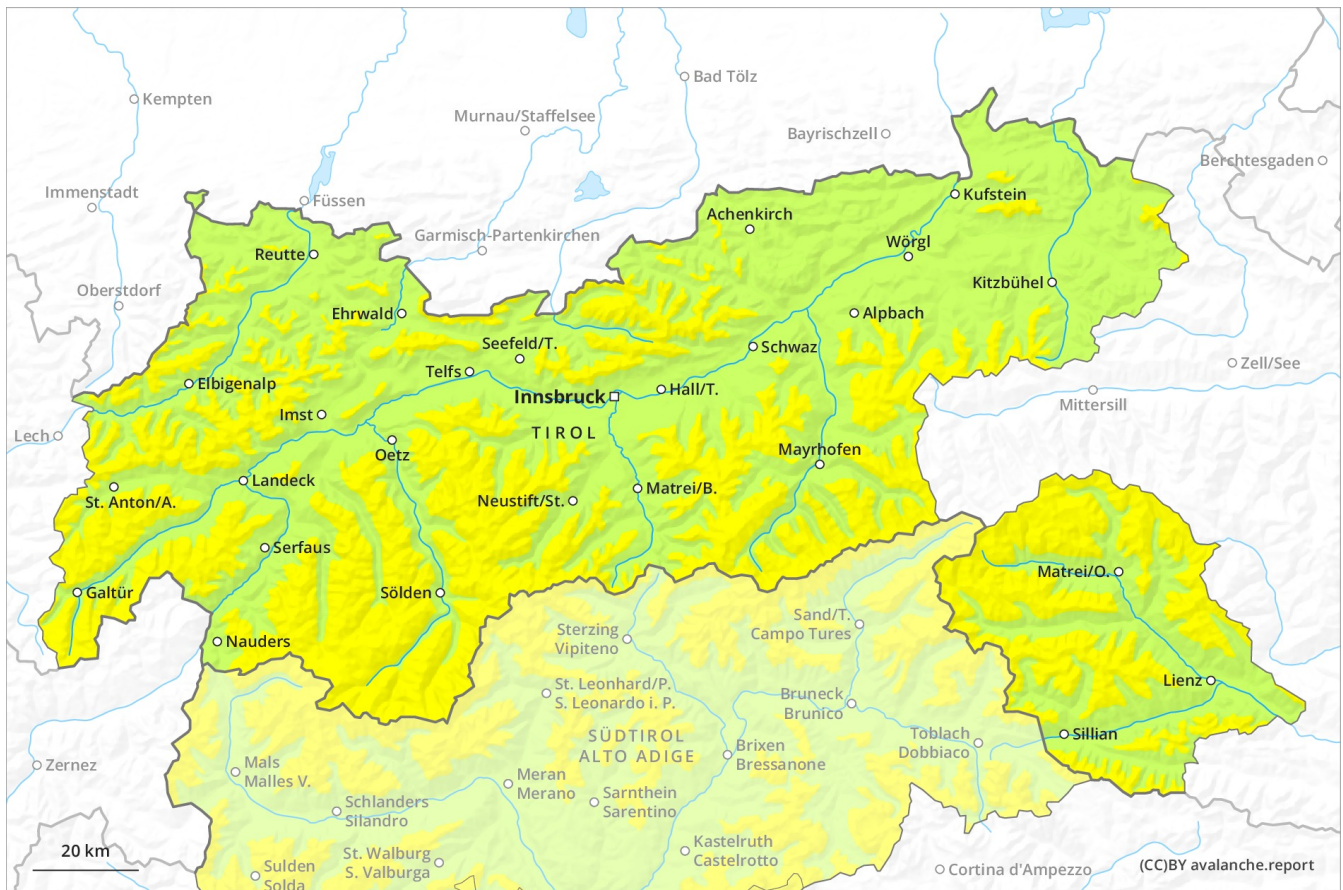 Bad Tölz
Kempten
Murnau/Staffelsee
Bayrischzell
Berchtesgaden
Immenstadt
Füssen
Kufstein
Achenkirch
Garmisch-Partenkirchen
Reutte
Wörgl
Oberstdorf
Kitzbühel
Ehrwald
Alpbach
Seefeld/T.
Schwaz
Zell/See
Telfs
Elbigenalp
Hall/T.
Innsbruck
Mittersill
Imst
TIROL
Lech
Oetz
Mayrhofen
Landeck
Matrei/B.
St. Anton/A.
Neustift/St.
Serfaus
Matrei/O.
Galtür
Sölden
Sand/T.
Campo Tures
Sterzing
Vipiteno
Nauders
Lienz
St. Leonhard/P.
S. Leonardo i. P.
Bruneck
Brunico
SÜDTIROL
ALTO ADIGE
Toblach
Dobbiaco
Sillian
Brixen
Bressanone
Zernez
Mals
Malles V.
Meran
Merano
Sarnthein
Sarentino
Schlanders
Silandro
Kastelruth
Castelrotto
20 km
St. Walburg
S. Valburga
Sulden
Solda
Cortina d'Ampezzo
(CC)BY avalanche.report